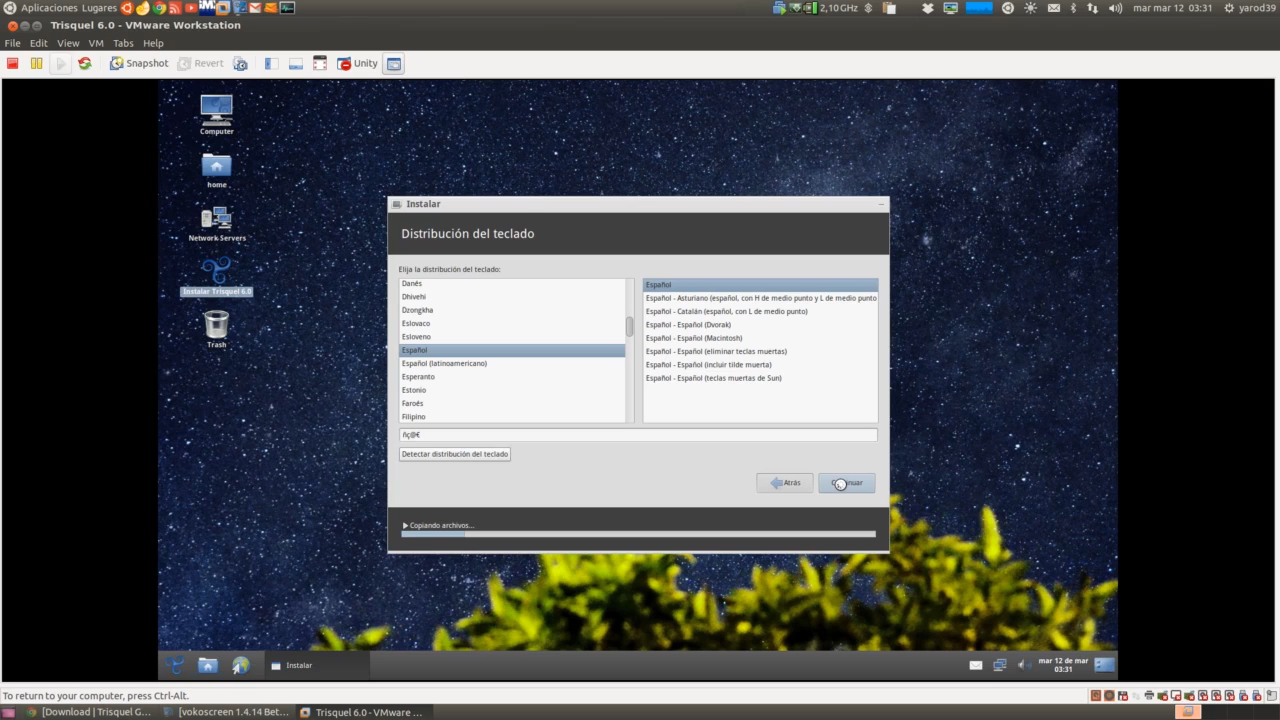 Aplicaciones Lugares
2,10GHz
mar mar 12 03:31
yarod39
Trisquel 6.0 - VMware Workstation
File Edit View VM Tabs Help
Snapshot
Revert
Unity
Computer
home
Network Servers
Instalar Trisquel 6.0
Trash
Instalar
Distribución del teclado
Elija la distribución del teclado:
Danés
Dhivehi
Dzongkha
Eslovaco
Esloveno
Español
Español (latinoamericano)
Esperanto
Estonio
Faroés
Filipino
Español
Español - Asturiano (español, con H de medio punto y L de medio punto
Español - Catalán (español, con L de medio punto)
Español - Español (Dvorak)
Español - Español (Macintosh)
Español - Español (eliminar teclas muertas)
Español - Español (incluir tilde muerta)
Español - Español (teclas muertas de Sun)
ñç@€
Detectar distribución del teclado
Atrás
Copiando archivos...
Instalar
mar 12 de mar
03:31
To return to your computer, press Ctrl-Alt.
[Download | Trisquel G...
[vokoscreen 1.4.14 Bet...
Trisquel 6.0 - VMware ...